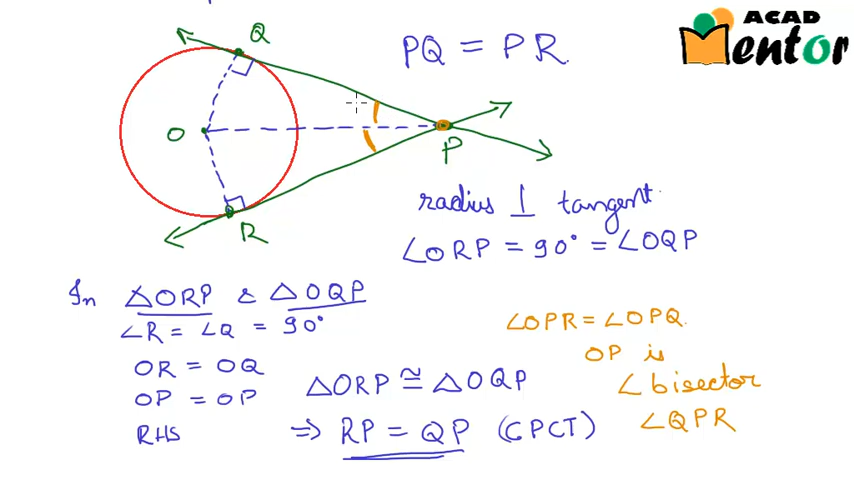 ACAD
Mentor
Q
PQ = PR
O
P
R
radius ⊥ tangent
∠ORP = 90° = ∠OQP
In △ORP & △OQP
∠R = ∠Q = 90°
OR = OQ
OP = OP
RHS
△ORP ≅ △OQP
⇒ RP = QP (CPCT)
∠OPR = ∠OPQ
OP is
∠bisector
∠QPR